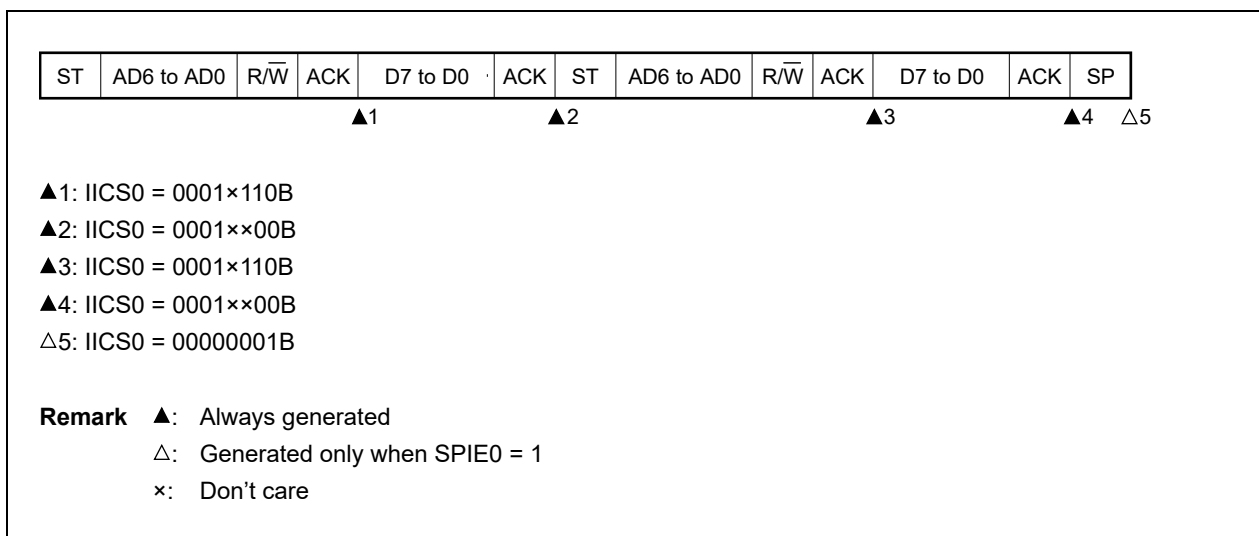 ST AD6 to AD0 R/W̅ ACK D7 to D0 ACK ST AD6 to AD0 R/W̅ ACK D7 to D0 ACK SP
▲1 ▲2 ▲3 ▲4 △5
▲1: IICS0 = 0001×110B
▲2: IICS0 = 0001××00B
▲3: IICS0 = 0001×110B
▲4: IICS0 = 0001××00B
△5: IICS0 = 00000001B
Remark ▲: Always generated
△: Generated only when SPIE0 = 1
×: Don't care